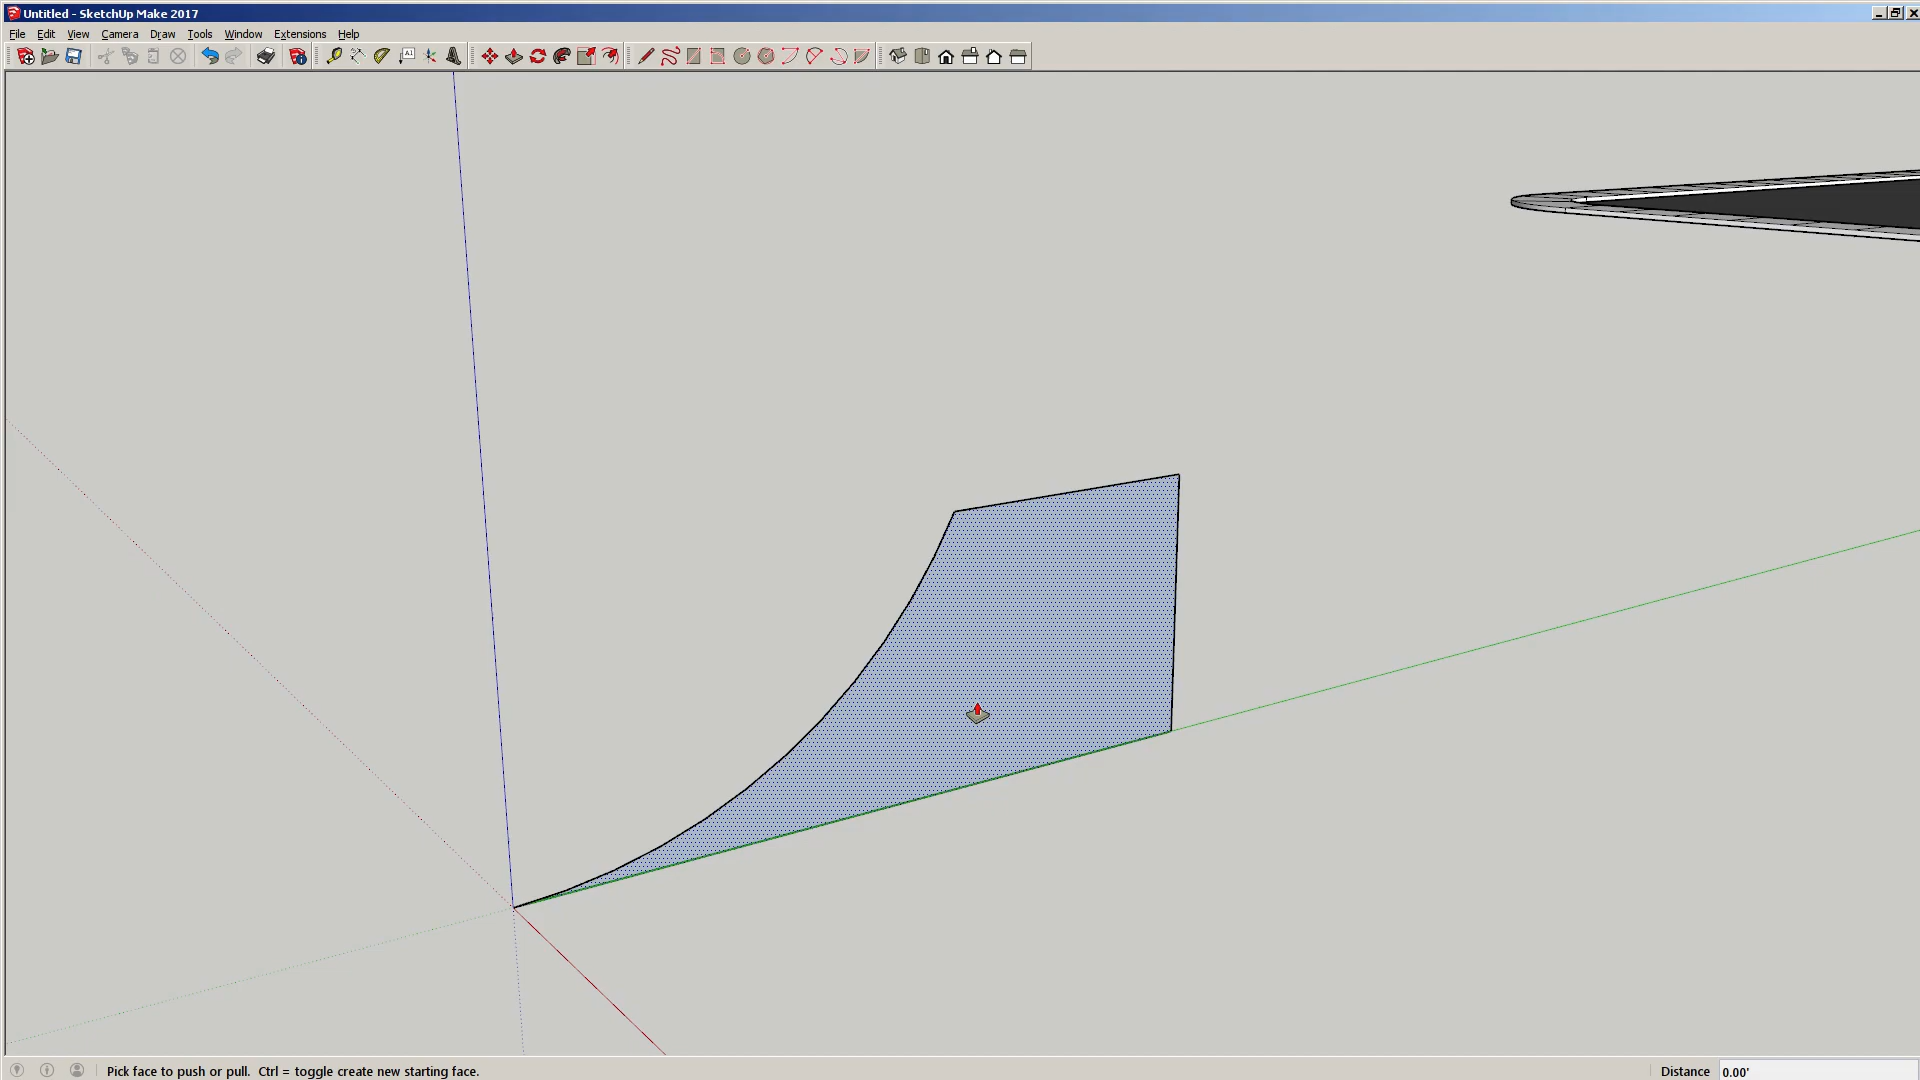 Untitled - SketchUp Make 2017
File Edit View Camera Draw Tools Window Extensions Help
A1
Pick face to push or pull. Ctrl = toggle create new starting face.
Distance 0.00'